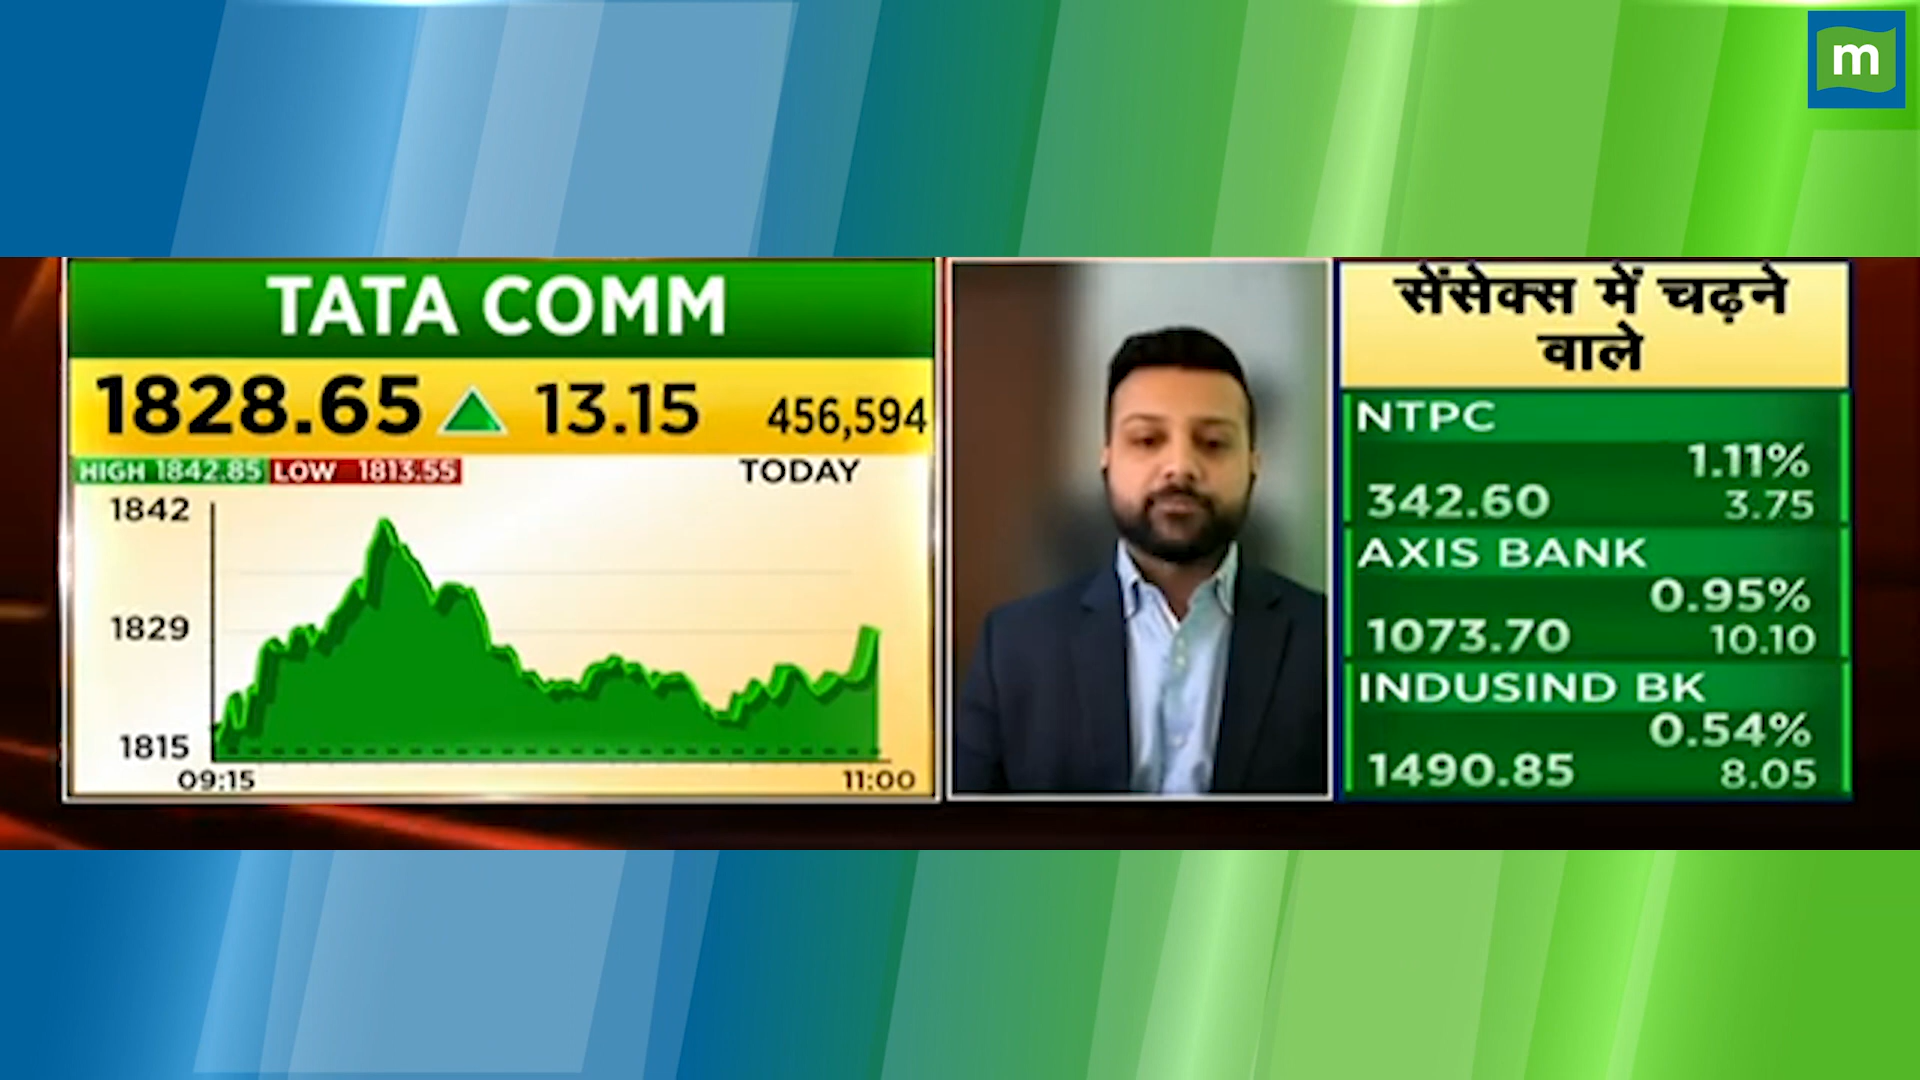 m
TATA COMM
1828.65 ▲ 13.15 456,594
HIGH 1842.85 LOW 1813.55 TODAY
1842
1829
1815
09:15 11:00
सेंसेक्स में चढ़ने
वाले
NTPC
1.11%
342.60 3.75
AXIS BANK
0.95%
1073.70 10.10
INDUSIND BK
0.54%
1490.85 8.05